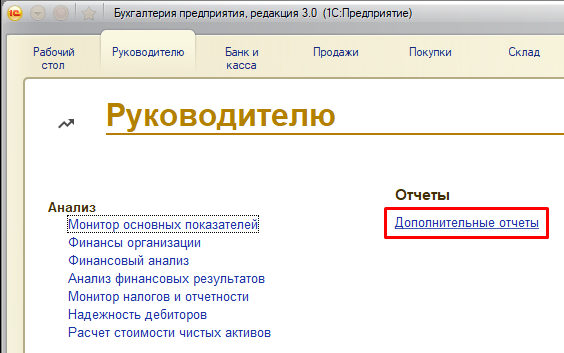 1С Бухгалтерия предприятия, редакция 3.0 (1С:Предприятие)
Рабочий стол
Руководителю
Банк и касса
Продажи
Покупки
Склад
Руководителю
Анализ
Монитор основных показателей
Финансы организации
Финансовый анализ
Анализ финансовых результатов
Монитор налогов и отчетности
Надежность дебиторов
Расчет стоимости чистых активов
Отчеты
Дополнительные отчеты